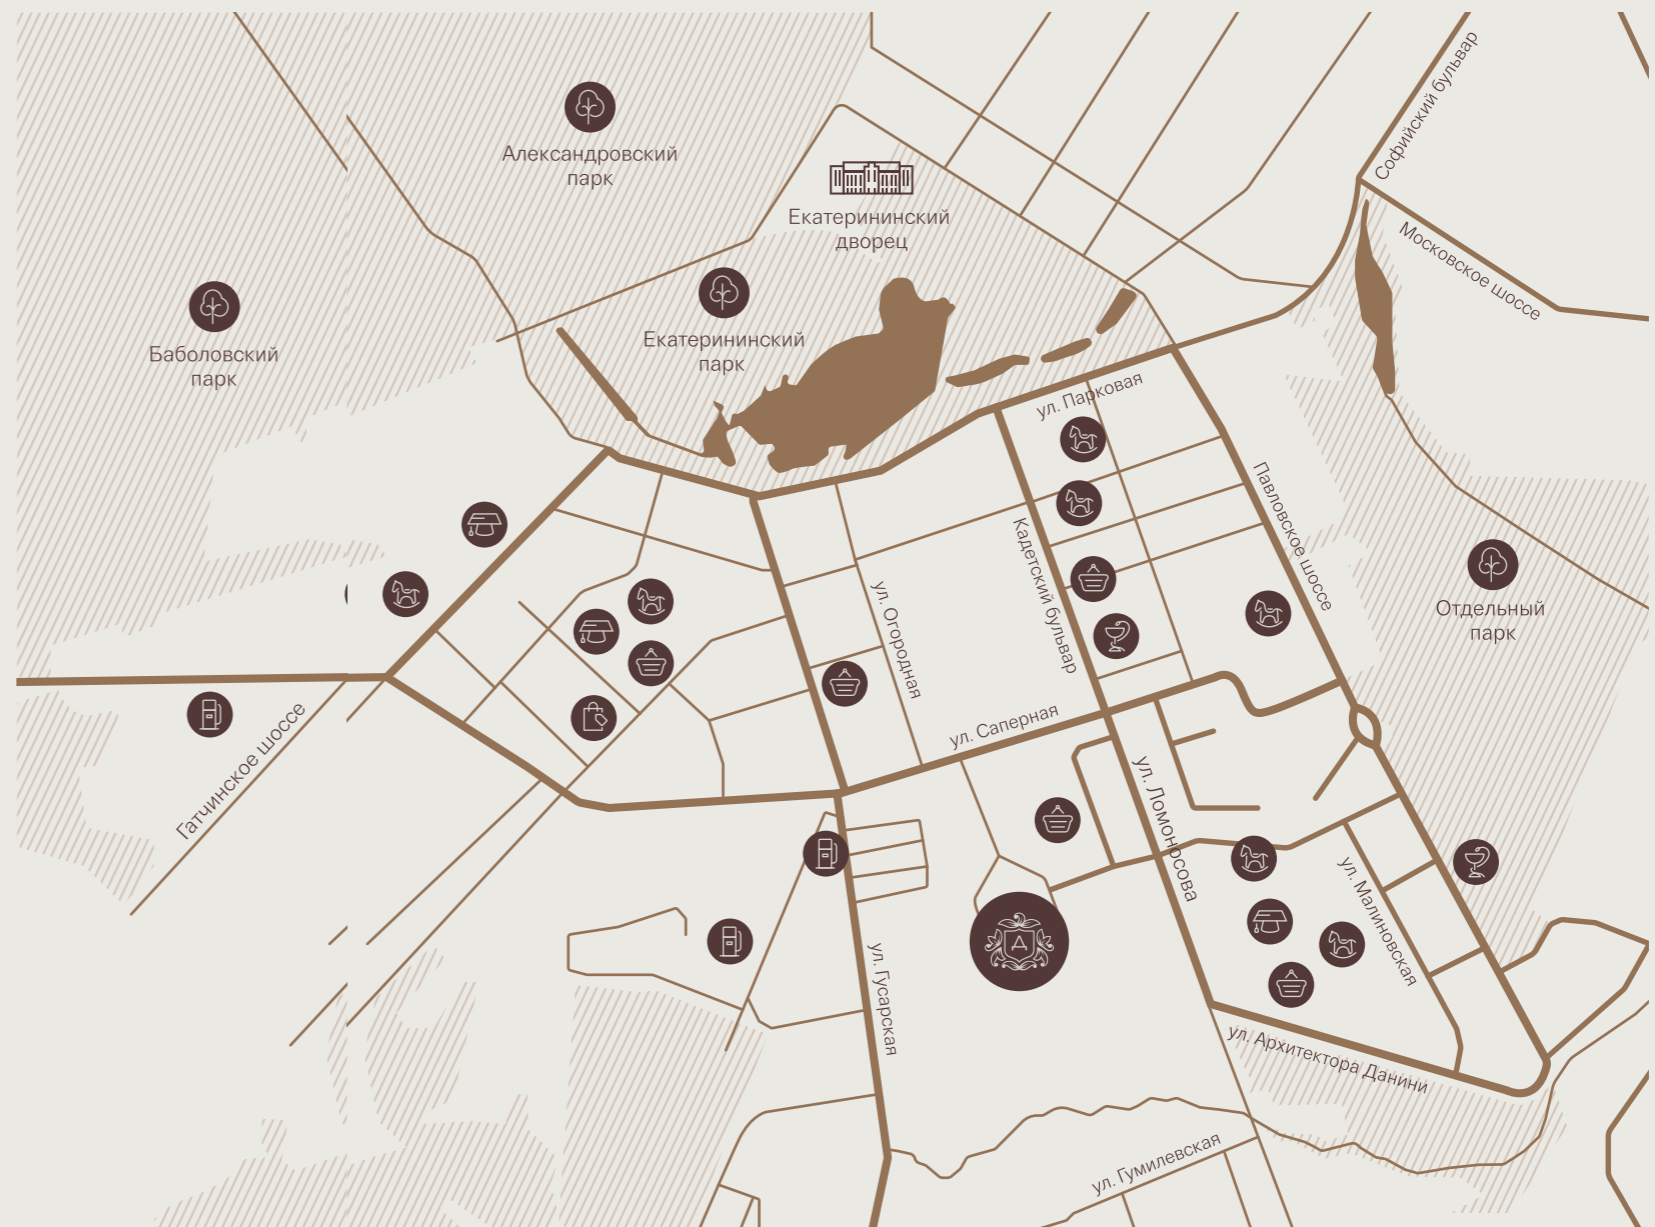 Софийский бульвар
Александровский
парк
Екатерининский
дворец
Московское шоссе
Баболовский
парк
Екатерининский
парк
ул. Парковая
Павловское шоссе
Кадетский бульвар
ул. Огородная
Отдельный
парк
ул. Саперная
Гатчинское шоссе
ул. Ломоносова
ул. Малиновская
Д
ул. Гусарская
ул. Архитектора Данини
ул. Гумилевская